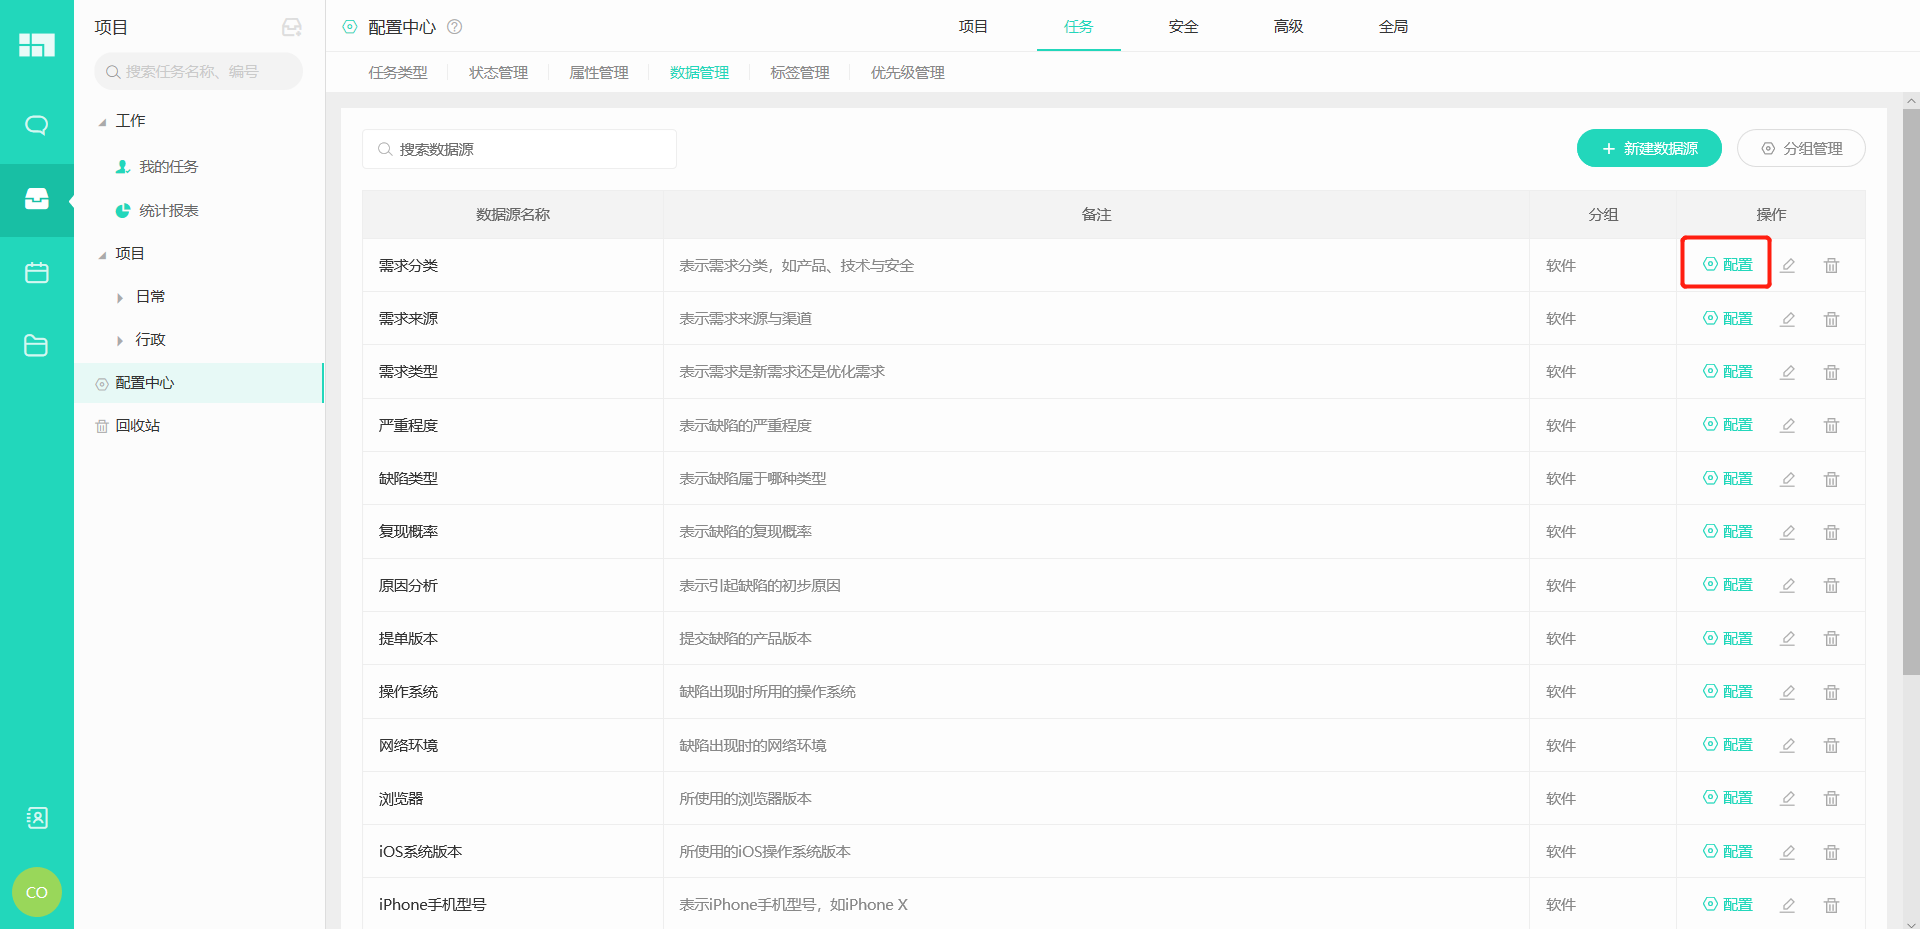 项目
搜索任务名称、编号
工作
我的任务
统计报表
项目
日常
行政
配置中心
回收站
CO
配置中心 ?
项目 任务 安全 高级 全局
任务类型 状态管理 属性管理 数据管理 标签管理 优先级管理
搜索数据源
+ 新建数据源 分组管理
数据源名称 备注 分组 操作
需求分类 表示需求分类，如产品、技术与安全 软件 配置
需求来源 表示需求来源与渠道 软件 配置
需求类型 表示需求是新需求还是优化需求 软件 配置
严重程度 表示缺陷的严重程度 软件 配置
缺陷类型 表示缺陷属于哪种类型 软件 配置
复现概率 表示缺陷的复现概率 软件 配置
原因分析 表示引起缺陷的初步原因 软件 配置
提单版本 提交缺陷的产品版本 软件 配置
操作系统 缺陷出现时所用的操作系统 软件 配置
网络环境 缺陷出现时的网络环境 软件 配置
浏览器 所使用的浏览器版本 软件 配置
iOS系统版本 所使用的iOS操作系统版本 软件 配置
iPhone手机型号 表示iPhone手机型号，如iPhone X 软件 配置